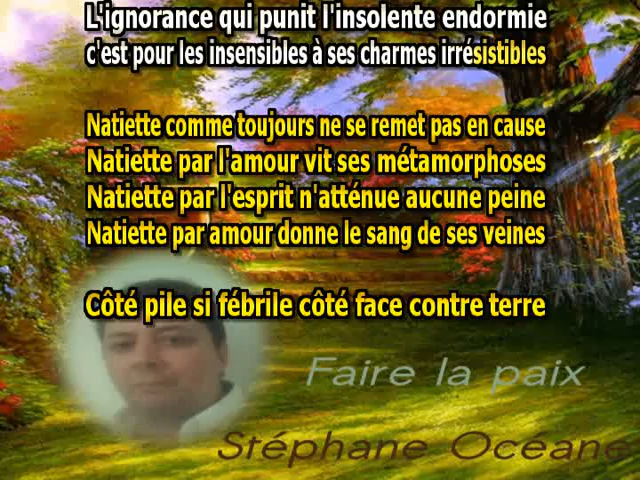 L'ignorance qui punit l'insolente endormie
c'est pour les insensibles à ses charmes irrésistibles
Natiette comme toujours ne se remet pas en cause
Natiette par l'amour vit ses métamorphoses
Natiette par l'esprit n'atténue aucune peine
Natiette par amour donne le sang de ses veines
Côté pile si fébrile côté face contre terre
Faire la paix
Stéphane Océane